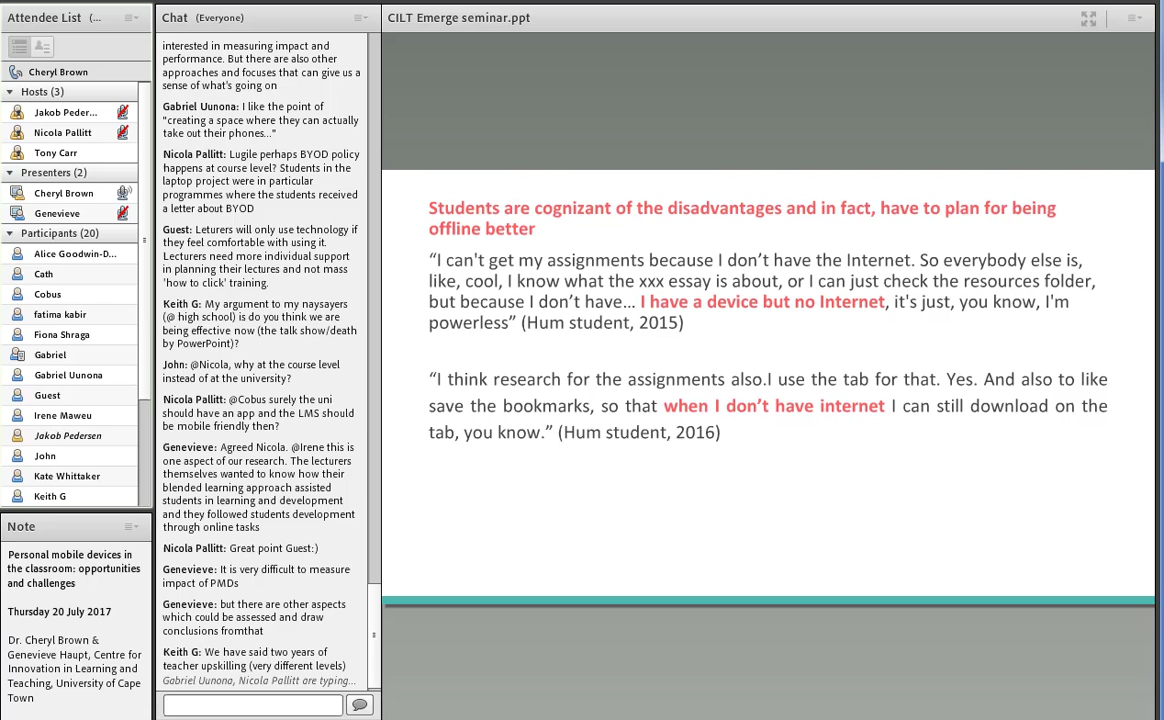 Attendee List (...
Cheryl Brown
Hosts (3)
Jakob Peder...
Nicola Pallitt
Tony Carr
Presenters (2)
Cheryl Brown
Genevieve
Participants (20)
Alice Goodwin-D...
Cath
Cobus
fatima kabir
Fiona Shraga
Gabriel
Gabriel Uunona
Guest
Irene Maweu
Jakob Pedersen
John
Kate Whittaker
Keith G
Note
Personal mobile devices in
the classroom: opportunities
and challenges
Thursday 20 July 2017
Dr. Cheryl Brown &
Genevieve Haupt, Centre for
Innovation in Learning and
Teaching, University of Cape
Town
Chat (Everyone)
interested in measuring impact and
performance. But there are also other
approaches and focuses that can give us a
sense of what's going on
Gabriel Uunona: I like the point of
"creating a space where they can actually
take out their phones..."
Nicola Pallitt: Lugile perhaps BYOD policy
happens at course level? Students in the
laptop project were in particular
programmes where the students received
a letter about BYOD
Guest: Leturers will only use technology if
they feel comfortable with using it.
Lecturers need more individual support
in planning their lectures and not mass
'how to click' training.
Keith G: My argument to my naysayers
(@ high school) is do you think we are
being effective now (the talk show/death
by PowerPoint)?
John: @Nicola, why at the course level
instead of at the university?
Nicola Pallitt: @Cobus surely the uni
should have an app and the LMS should
be mobile friendly then?
Genevieve: Agreed Nicola. @Irene this is
one aspect of our research. The lecturers
themselves wanted to know how their
blended learning approach assisted
students in learning and development
and they followed students development
through online tasks
Nicola Pallitt: Great point Guest:)
Genevieve: It is very difficult to measure
impact of PMDs
Genevieve: but there are other aspects
which could be assessed and draw
conclusions fromthat
Keith G: We have said two years of
teacher upskilling (very different levels)
Gabriel Uunona, Nicola Pallitt are typing...
CILT Emerge seminar.ppt
Students are cognizant of the disadvantages and in fact, have to plan for being
offline better
“I can't get my assignments because I don’t have the Internet. So everybody else is,
like, cool, I know what the xxx essay is about, or I can just check the resources folder,
but because I don’t have... I have a device but no Internet, it's just, you know, I'm
powerless” (Hum student, 2015)
“I think research for the assignments also.I use the tab for that. Yes. And also to like
save the bookmarks, so that when I don’t have internet I can still download on the
tab, you know.” (Hum student, 2016)